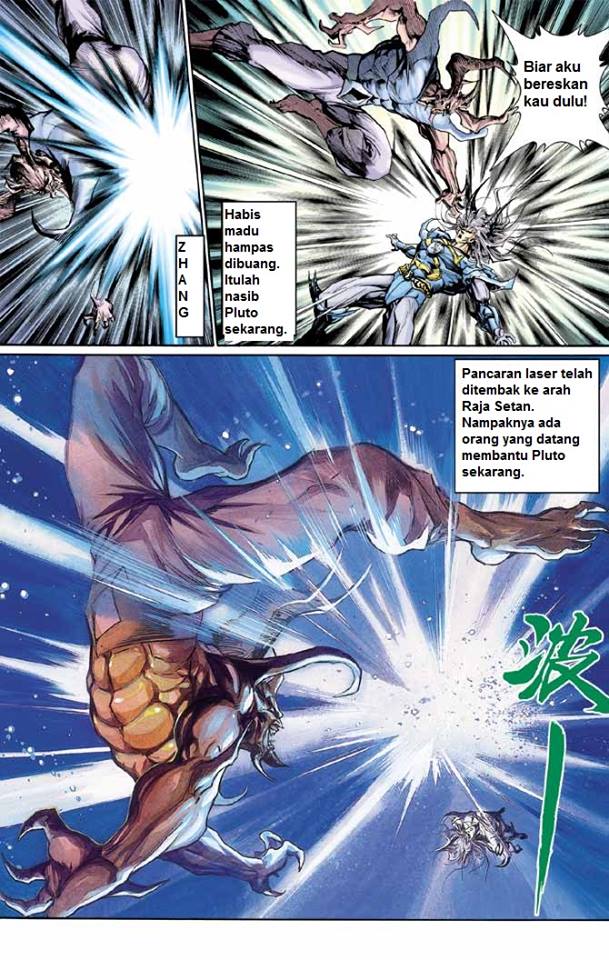 Biar aku
bereskan
kau dulu!
Habis
madu
hampas
dibuang.
Itulah
nasib
Pluto
sekarang.
Z
H
A
N
G
Pancaran laser telah
ditembak ke arah
Raja Setan.
Nampaknya ada
orang yang datang
membantu Pluto
sekarang.
波ー